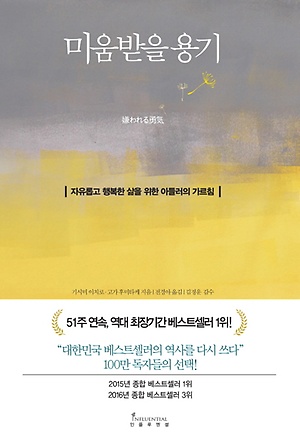 미움받을 용기
嫌われる勇気
자유롭고 행복한 삶을 위한 아들러의 가르침
기시미 이치로·고가 후미타케 지음 | 전경아 옮김 | 김정운 감수
51주 연속, 역대 최장기간 베스트셀러 1위!
“대한민국 베스트셀러의 역사를 다시 쓰다”
100만 독자들의 선택!
2015년 종합 베스트셀러 1위
2016년 종합 베스트셀러 3위
INFLUENTIAL
인플루엔셜